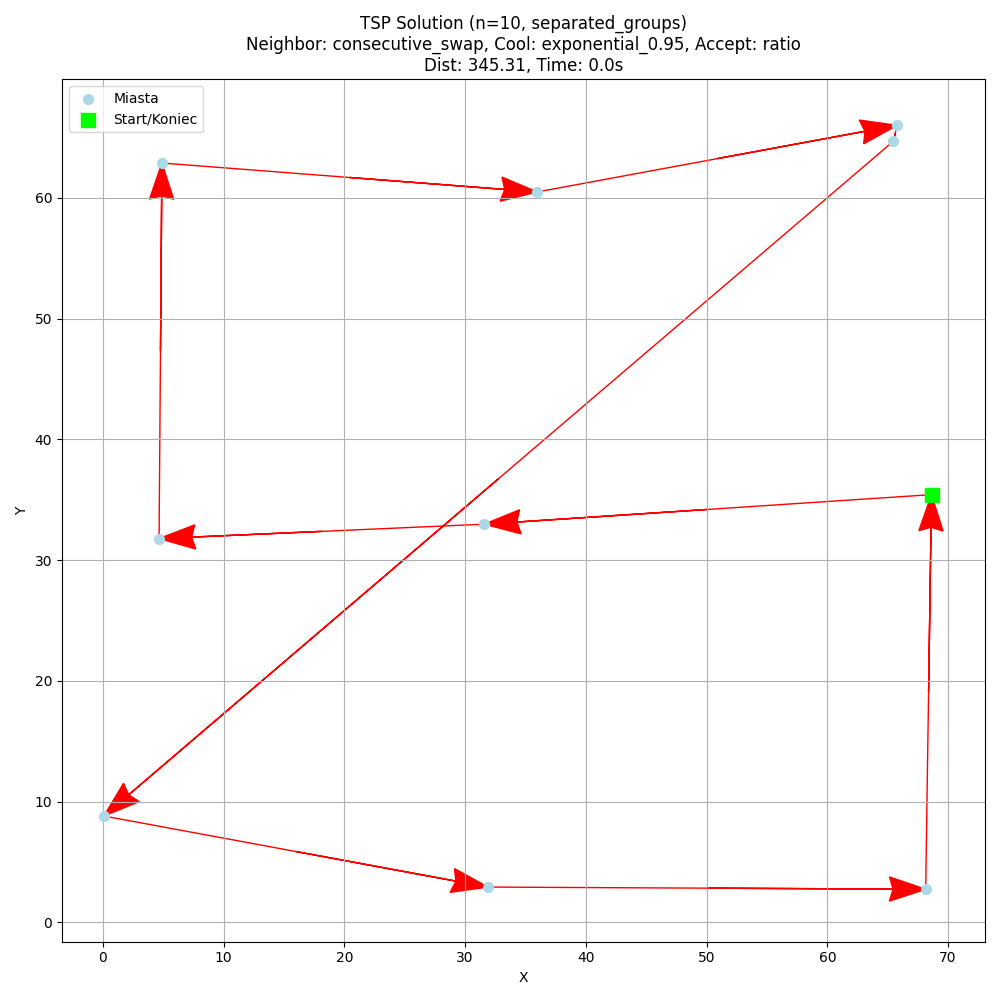 TSP Solution (n=10, separated_groups)
Neighbor: consecutive_swap, Cool: exponential_0.95, Accept: ratio
Dist: 345.31, Time: 0.0s
Miasta
Start/Koniec
60
50
40
30
20
10
0
Y
0 10 20 30 40 50 60 70
X